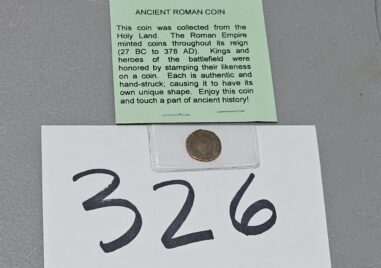 ANCIENT ROMAN COIN
This coin was collected from the
Holy Land. The Roman Empire
minted coins throughout its reign
(27 BC to 378 AD). Kings and
heroes of the battlefield were
honored by stamping their likeness
on a coin. Each is authentic and
hand-struck; causing it to have its
own unique shape. Enjoy this coin
and touch a part of ancient history!
326